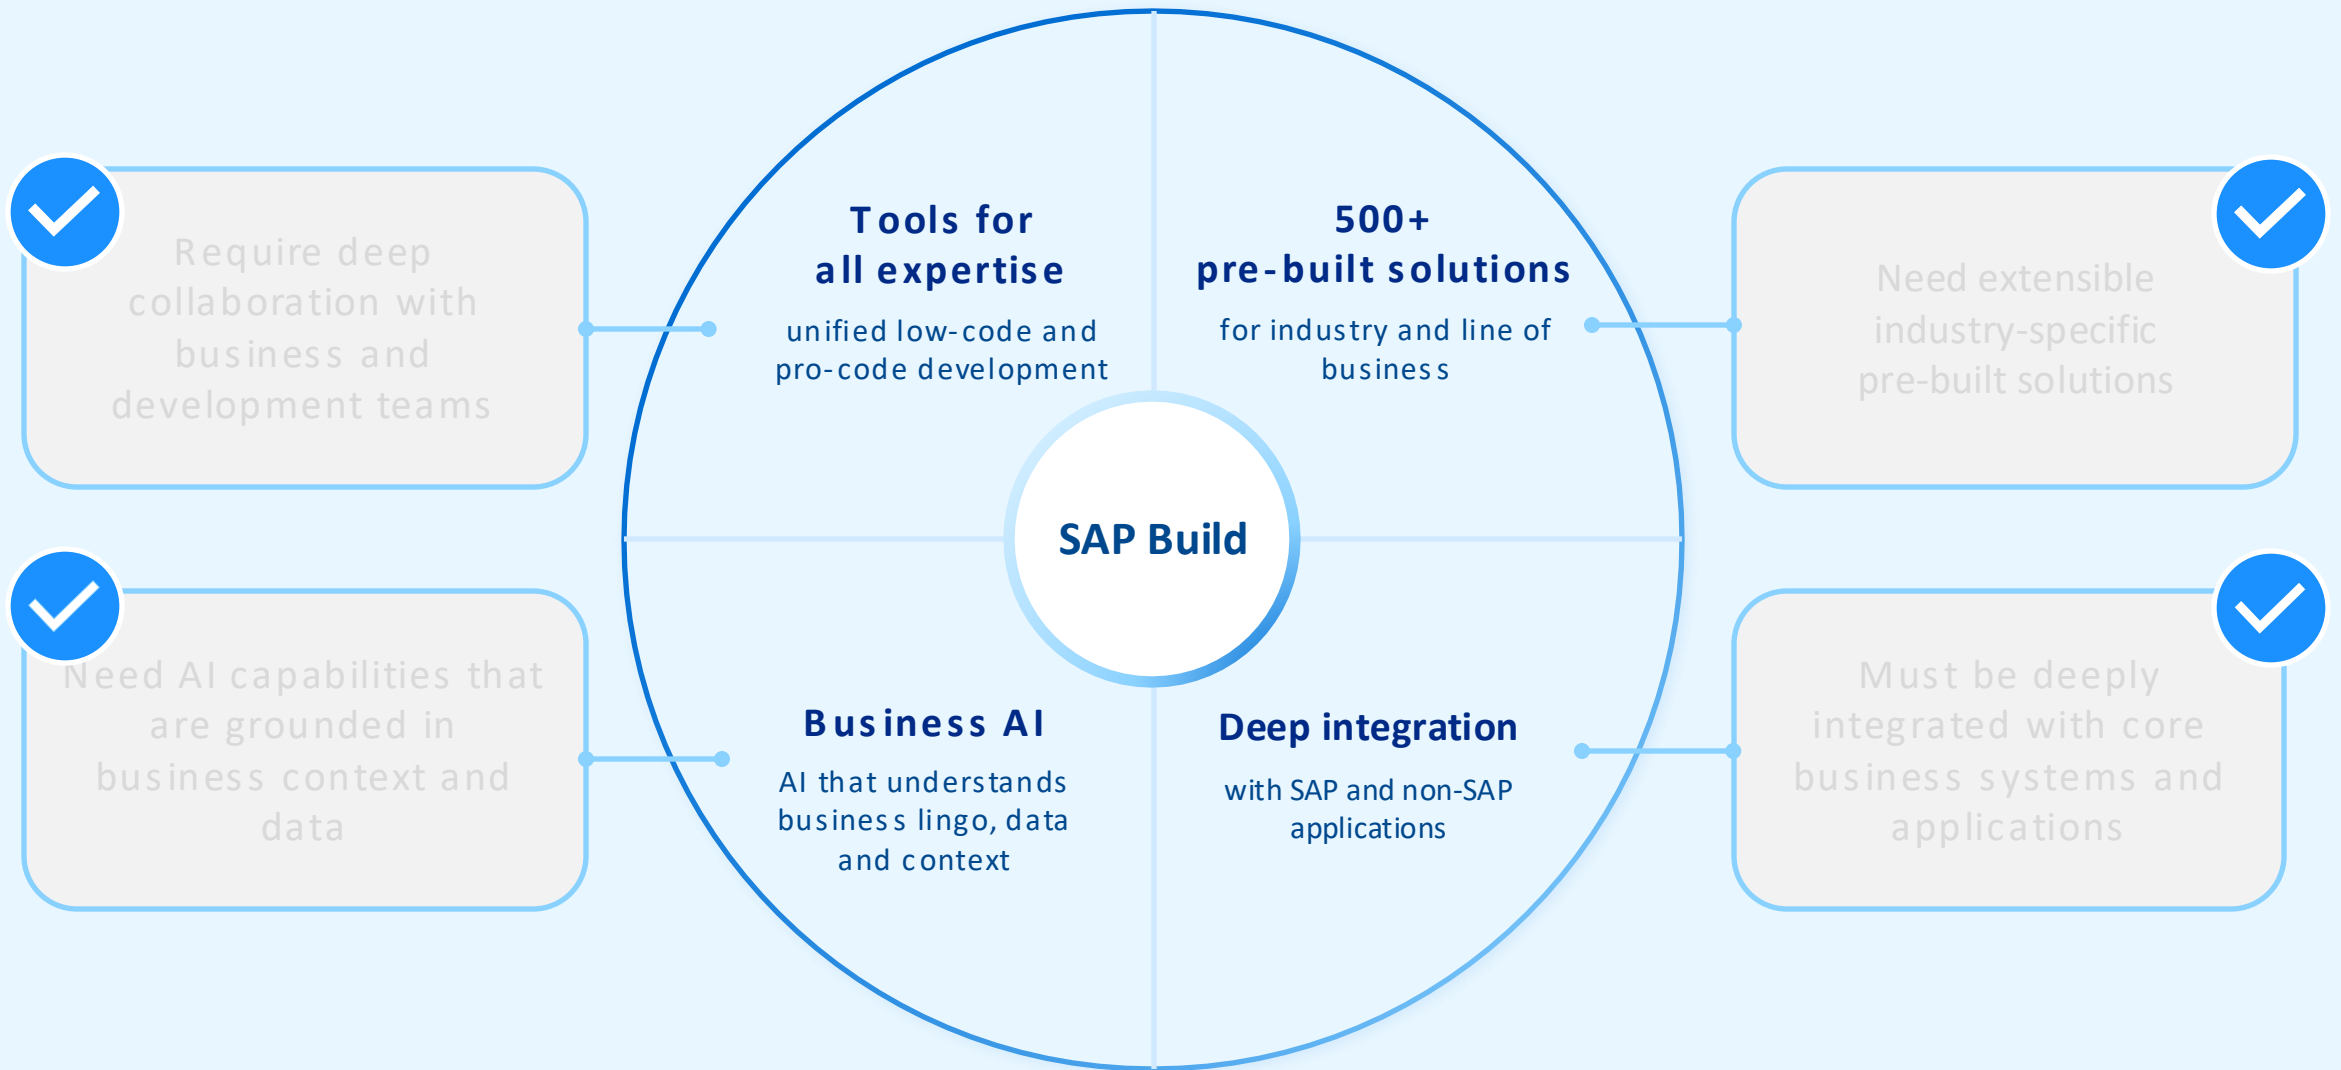 Require deep
collaboration with
business and
development teams
Tools for
all expertise
unified low-code and
pro-code development
500+
pre-built solutions
for industry and line of
business
Need extensible
industry-specific
pre-built solutions
SAP Build
Need AI capabilities that
are grounded in
business context and
data
Business AI
AI that understands
business lingo, data
and context
Deep integration
with SAP and non-SAP
applications
Must be deeply
integrated with core
business systems and
applications